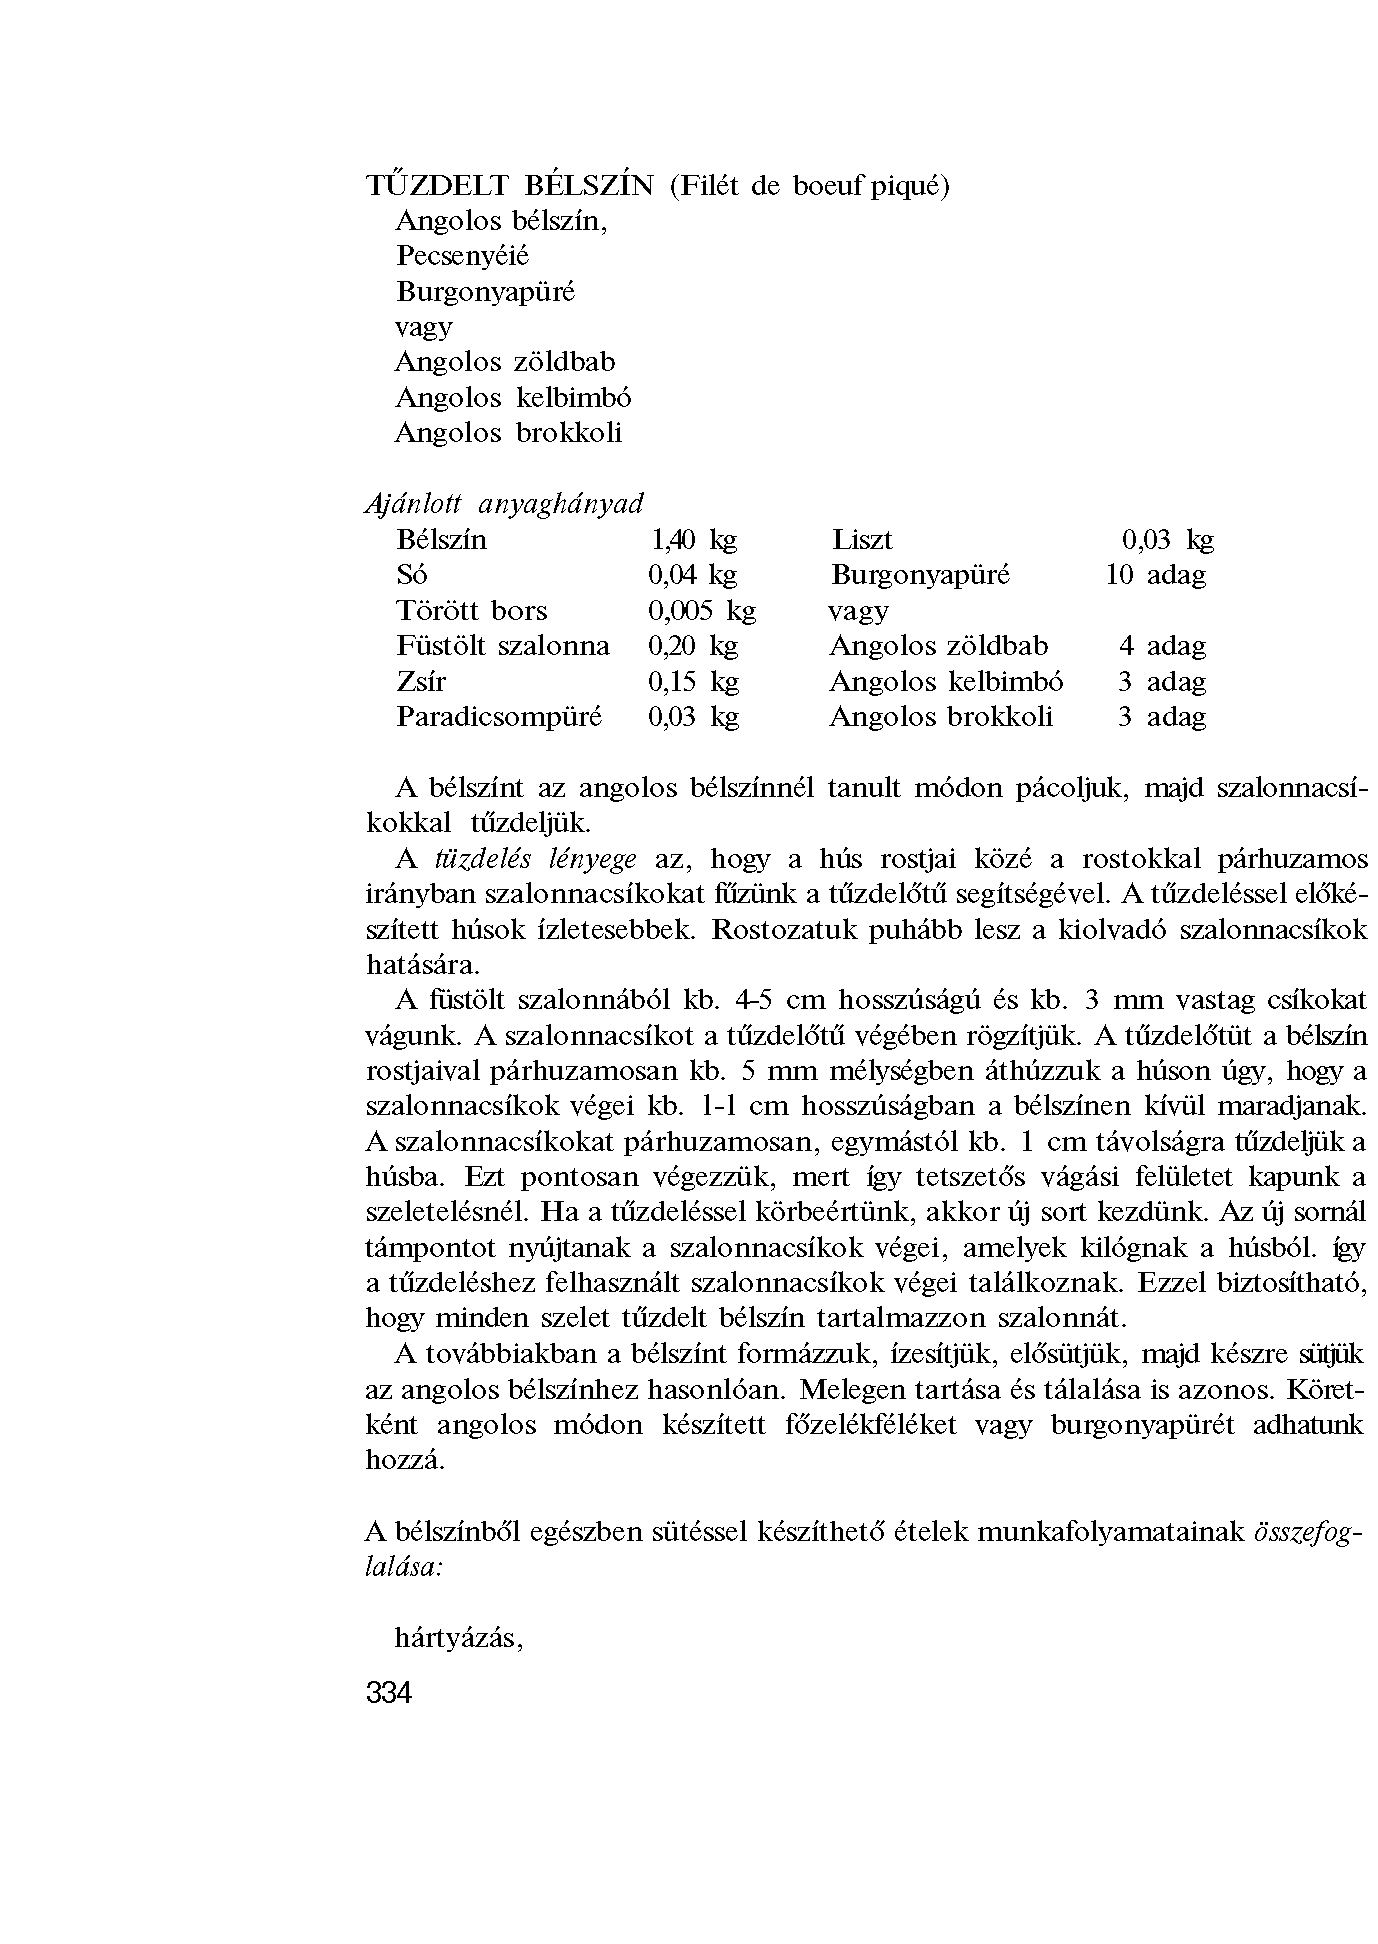 TŰZDELT BÉLSZÍN (Filét de boeuf piqué)
Angolos bélszín,
Pecsenyéié
Burgonyapüré
vagy
Angolos zöldbab
Angolos kelbimbó
Angolos brokkoli
Ajánlott anyaghányad
Bélszín 1,40 kg Liszt 0,03 kg
Só 0,04 kg Burgonyapüré 10 adag
Törött bors 0,005 kg vagy
Füstölt szalonna 0,20 kg Angolos zöldbab 4 adag
Zsír 0,15 kg Angolos kelbimbó 3 adag
Paradicsompüré 0,03 kg Angolos brokkoli 3 adag
A bélszínt az angolos bélszínnél tanult módon pácoljuk, majd szalonnacsí-
kokkal tűzdeljük.
A tüzdelés lényege az, hogy a hús rostjai közé a rostokkal párhuzamos
irányban szalonnacsíkokat fűzünk a tűzdelőtű segítségével. A tűzdeléssel előké-
szített húsok ízletesebbek. Rostozatuk puhább lesz a kiolvadó szalonnacsíkok
hatására.
A füstölt szalonnából kb. 4-5 cm hosszúságú és kb. 3 mm vastag csíkokat
vágunk. A szalonnacsíkot a tűzdelőtű végében rögzítjük. A tűzdelőtüt a bélszín
rostjaival párhuzamosan kb. 5 mm mélységben áthúzzuk a húson úgy, hogy a
szalonnacsíkok végei kb. 1-1 cm hosszúságban a bélszínen kívül maradjanak.
A szalonnacsíkokat párhuzamosan, egymástól kb. 1 cm távolságra tűzdeljük a
húsba. Ezt pontosan végezzük, mert így tetszetős vágási felületet kapunk a
szeletelésnél. Ha a tűzdeléssel körbeértünk, akkor új sort kezdünk. Az új sornál
támpontot nyújtanak a szalonnacsíkok végei, amelyek kilógnak a húsból. így
a tűzdeléshez felhasznált szalonnacsíkok végei találkoznak. Ezzel biztosítható,
hogy minden szelet tűzdelt bélszín tartalmazzon szalonnát.
A továbbiakban a bélszínt formázzuk, ízesítjük, elősütjük, majd készre sütjük
az angolos bélszínhez hasonlóan. Melegen tartása és tálalása is azonos. Köret-
ként angolos módon készített főzelékféléket vagy burgonyapürét adhatunk
hozzá.
A bélszínből egészben sütéssel készíthető ételek munkafolyamatainak összefog-
lalása:
hártyázás,
334